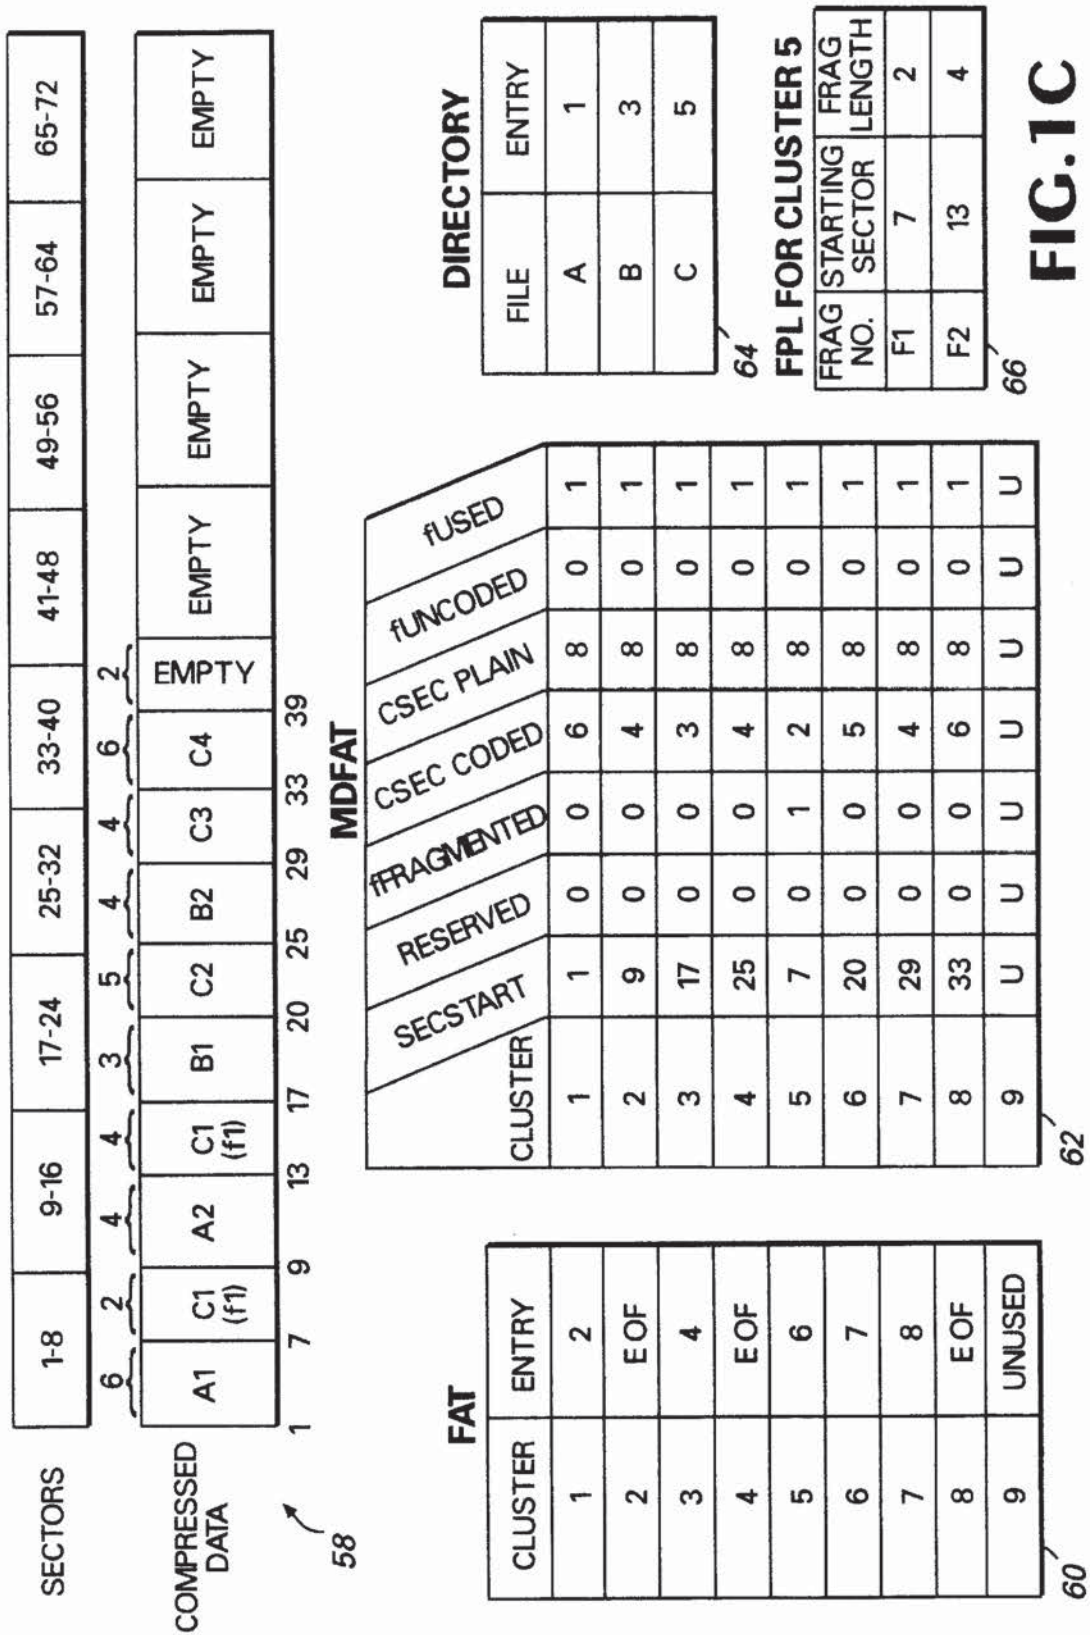 SECTORS 1-8 9-16 17-24 25-32 33-40 41-48 49-56 57-64 65-72
6 2 4 4 3 5 4 4 6 2
COMPRESSED
DATA
A1 C1 A2 C1 B1 C2 B2 C3 C4 EMPTY EMPTY EMPTY EMPTY EMPTY
(f1) (f1)
1 7 9 13 17 20 25 29 33 39
58
FAT
CLUSTER ENTRY
1 2
2 EOF
3 4
4 EOF
5 6
6 7
7 8
8 EOF
9 UNUSED
60
MDFAT
CLUSTER SECSTART RESERVED fFRAGMENTED CSEC CODED CSEC PLAIN fUNCODED fUSED
1 1 0 0 6 8 0 1
2 9 0 0 4 8 0 1
3 17 0 0 3 8 0 1
4 25 0 0 4 8 0 1
5 7 0 1 2 8 0 1
6 20 0 0 5 8 0 1
7 29 0 0 4 8 0 1
8 33 0 0 6 8 0 1
9 U U U U U U U
62
DIRECTORY
FILE ENTRY
A 1
B 3
C 5
64
FPL FOR CLUSTER 5
FRAG STARTING FRAG
NO. SECTOR LENGTH
F1 7 2
F2 13 4
66
FIG.1C